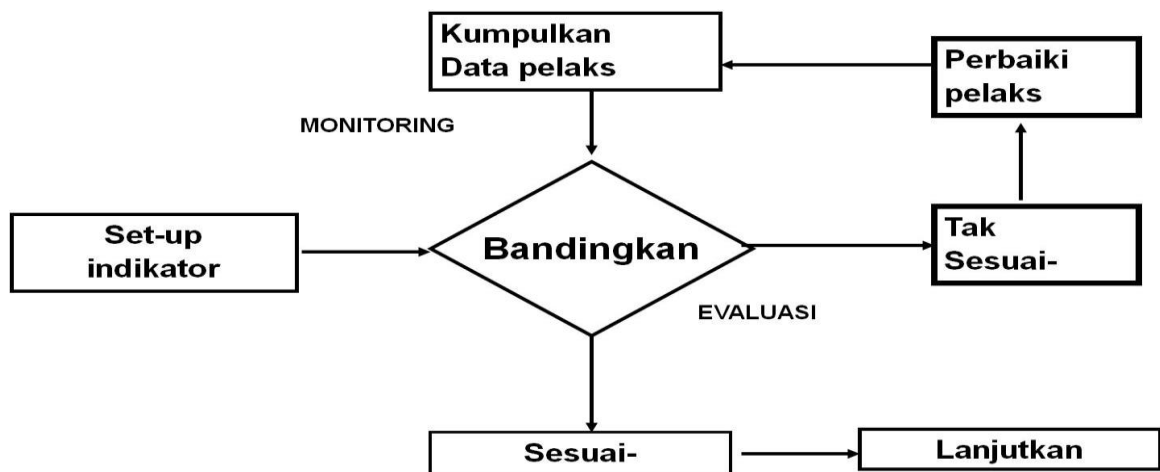 Kumpulkan
Data pelaks
Perbaiki
pelaks
MONITORING
Set-up
indikator
Bandingkan
Tak
Sesuai-
EVALUASI
Sesuai-
Lanjutkan